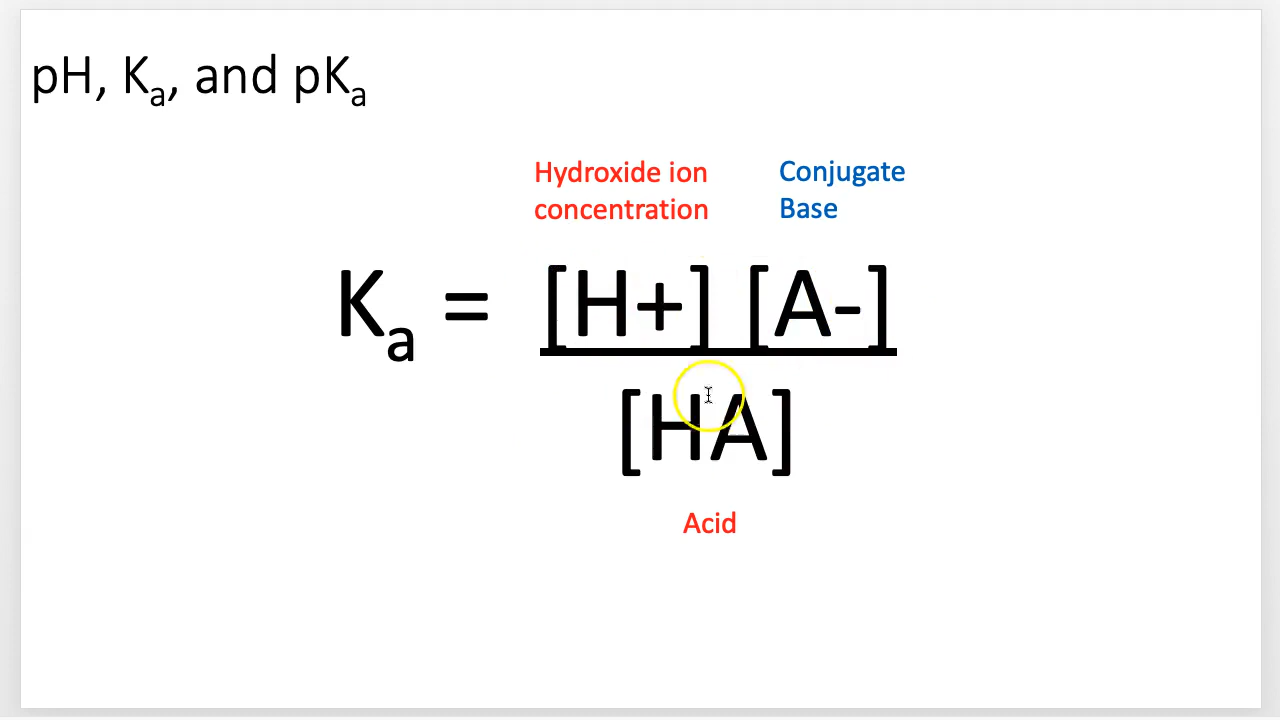 pH, Kₐ, and pKₐ
Hydroxide ion concentration
Conjugate Base
Kₐ = [H+] [A-]
[HA]
Acid